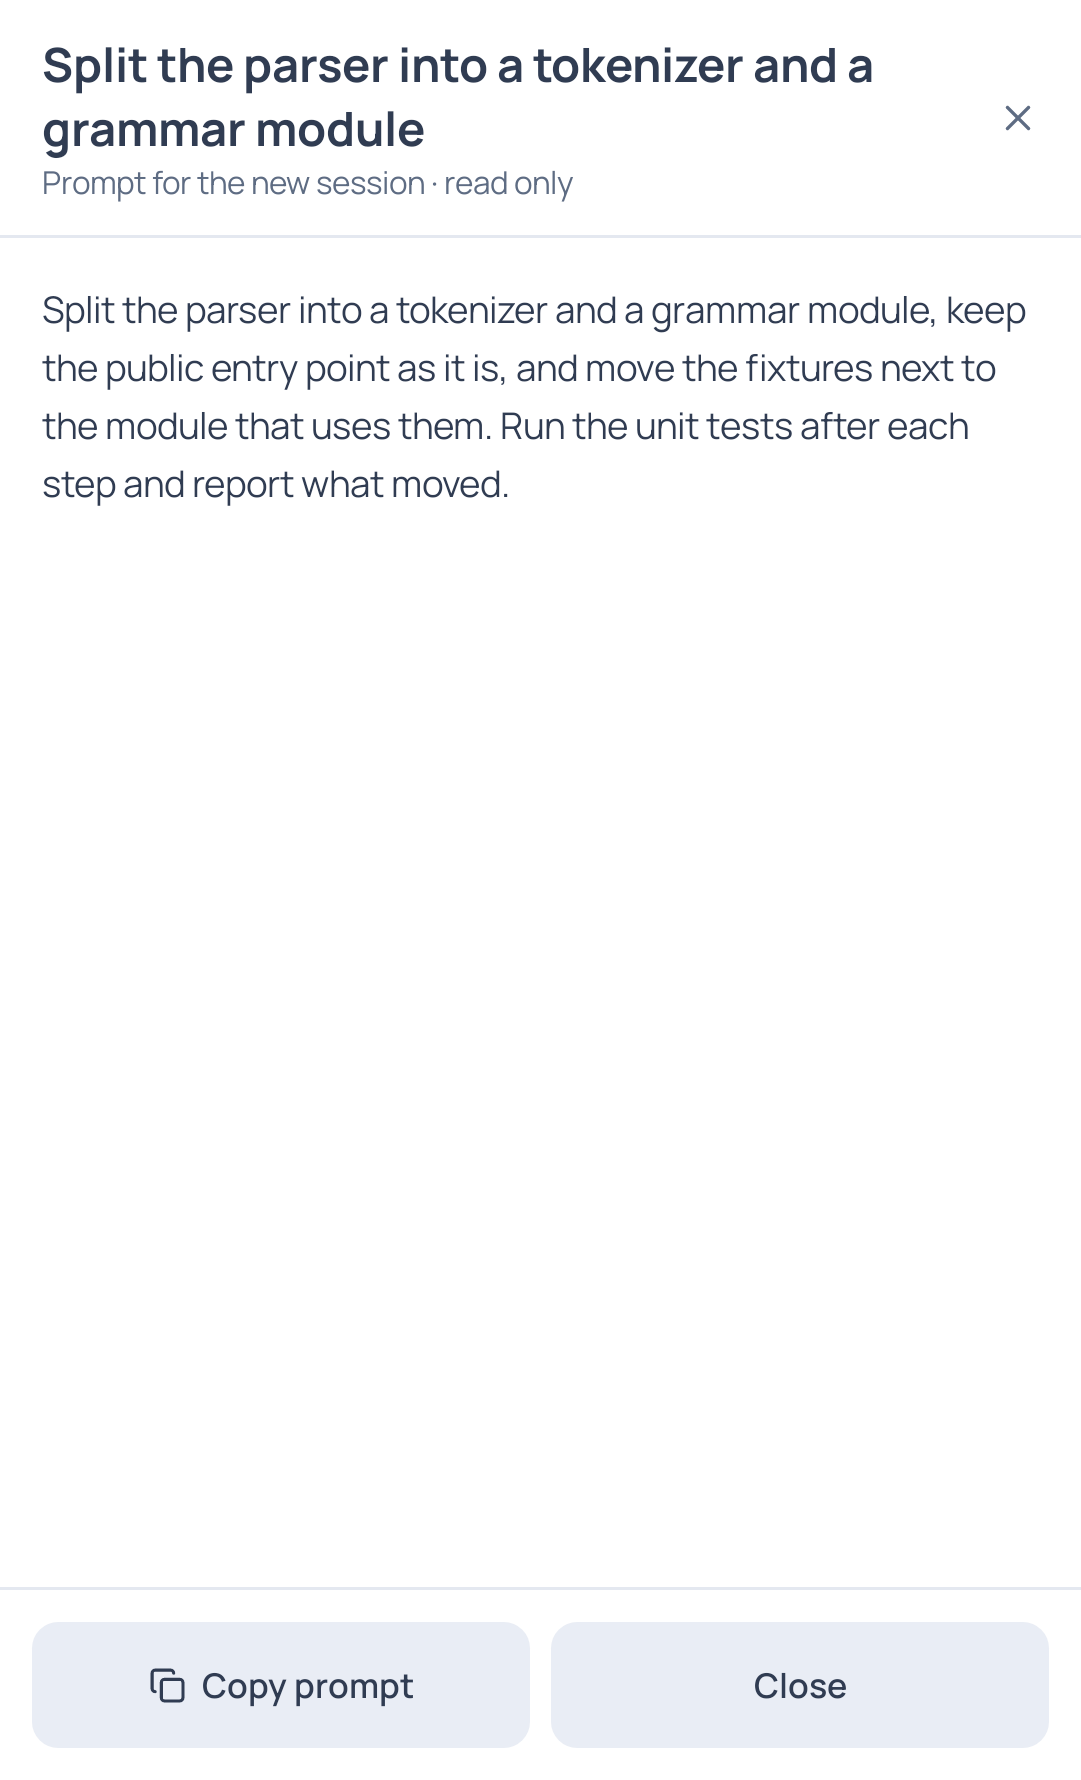 Split the parser into a tokenizer and a
grammar module
Prompt for the new session · read only
Split the parser into a tokenizer and a grammar module, keep
the public entry point as it is, and move the fixtures next to
the module that uses them. Run the unit tests after each
step and report what moved.
Copy prompt
Close